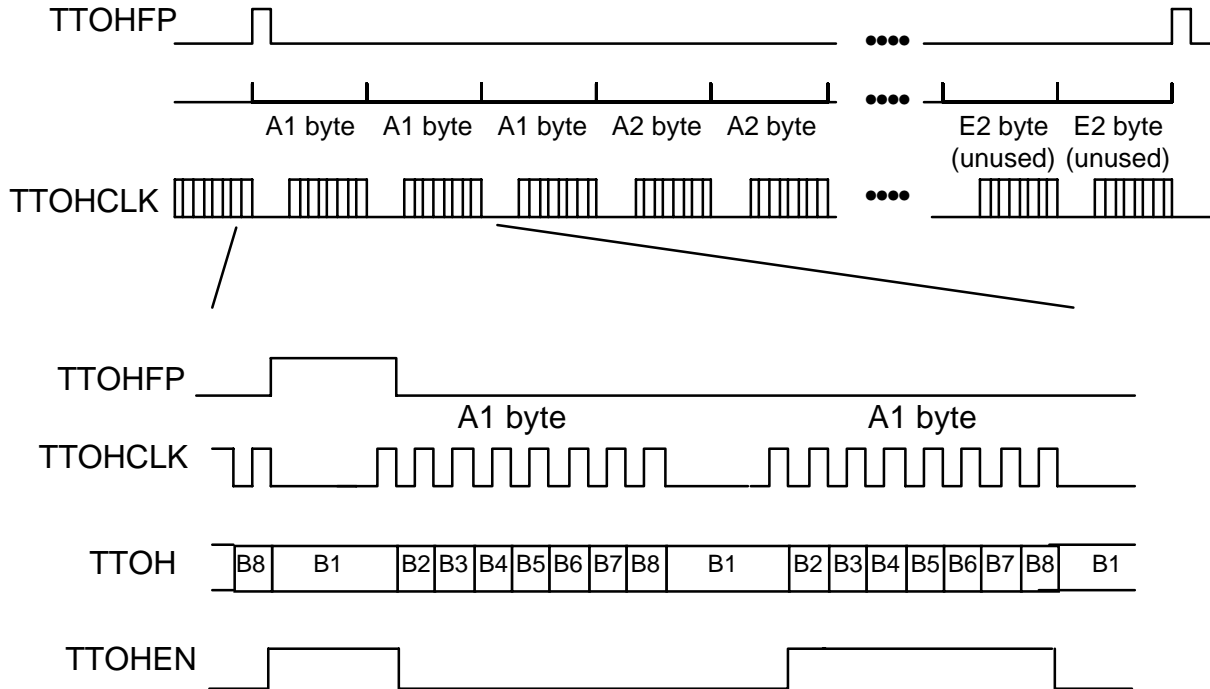 TTOHFP
A1 byte A1 byte A1 byte A2 byte A2 byte E2 byte E2 byte
(unused) (unused)
TTOHCLK
TTOHFP
A1 byte A1 byte
TTOHCLK
TTOH B8 B1 B2 B3 B4 B5 B6 B7 B8 B1 B2 B3 B4 B5 B6 B7 B8 B1
TTOHEN